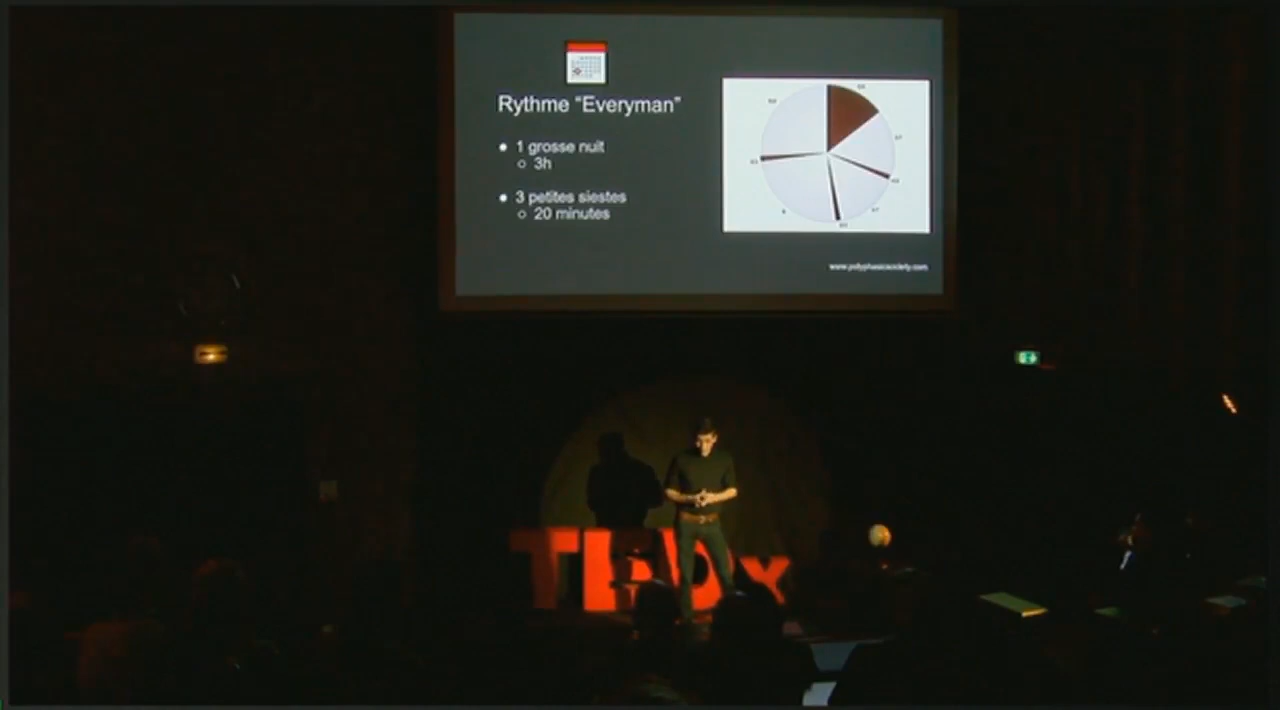 Rythme “Everyman”
● 1 grosse nuit
○ 3h
● 3 petites siestes
○ 20 minutes
www.polyphasicsociety.com
TEDx